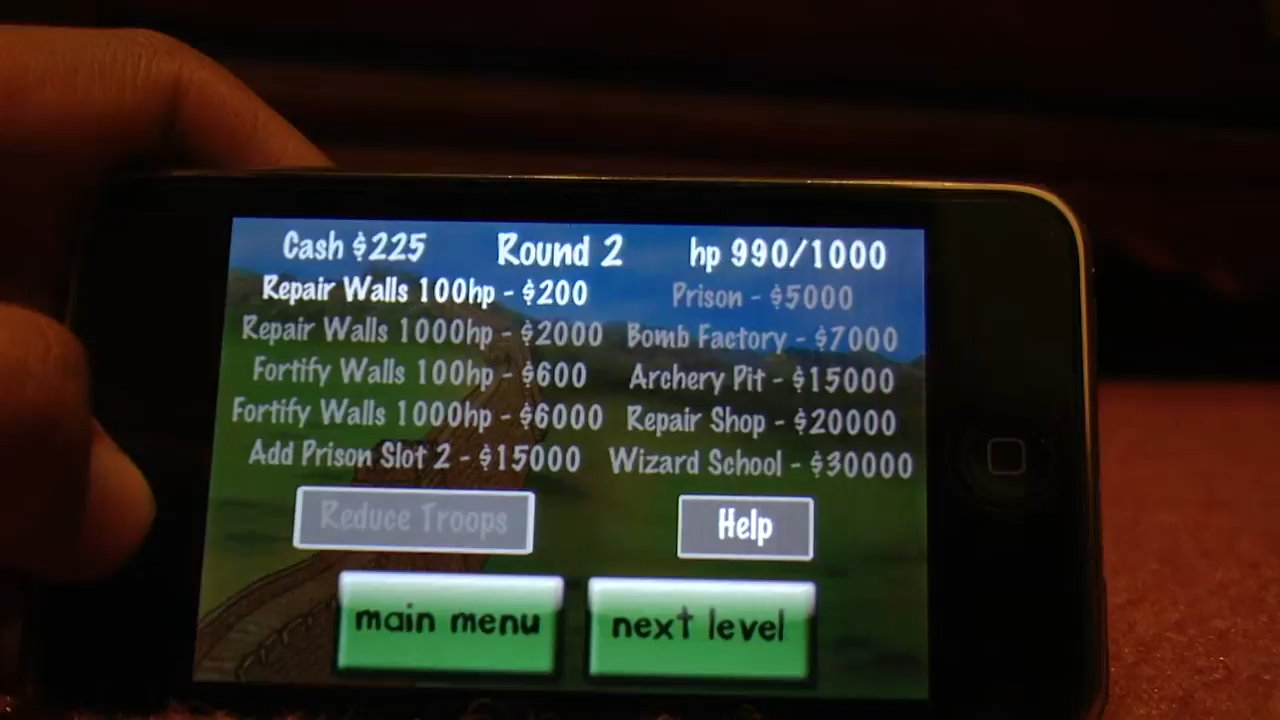 Cash $225 Round 2 hp 990/1000
Repair Walls 100hp - $200 Prison - $5000
Repair Walls 1000hp - $2000 Bomb Factory - $7000
Fortify Walls 100hp - $600 Archery Pit - $15000
Fortify Walls 1000hp - $6000 Repair Shop - $20000
Add Prison Slot 2 - $15000 Wizard School - $30000
Reduce Troops Help
main menu next level